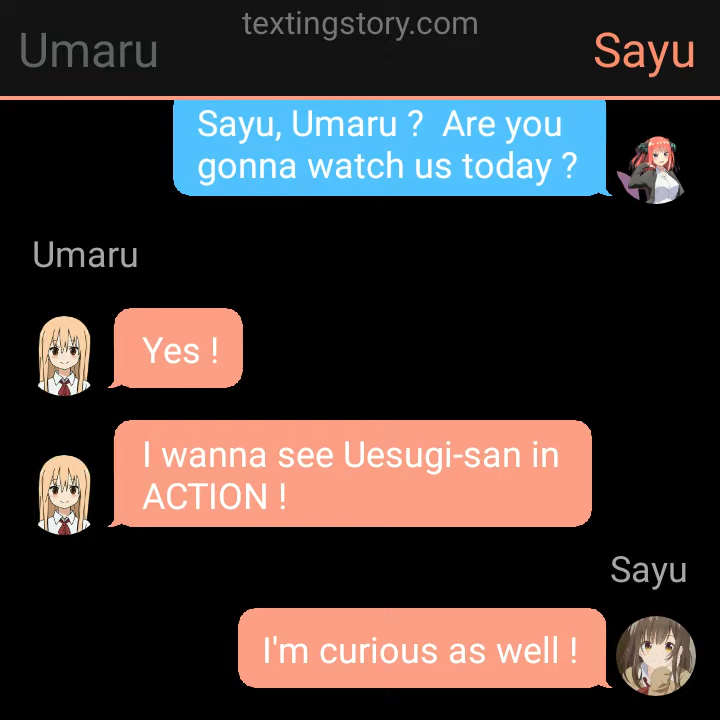 textingstory.com
Umaru
Sayu
Sayu, Umaru ?  Are you
gonna watch us today ?
Umaru
Yes !
I wanna see Uesugi-san in
ACTION !
Sayu
I'm curious as well !